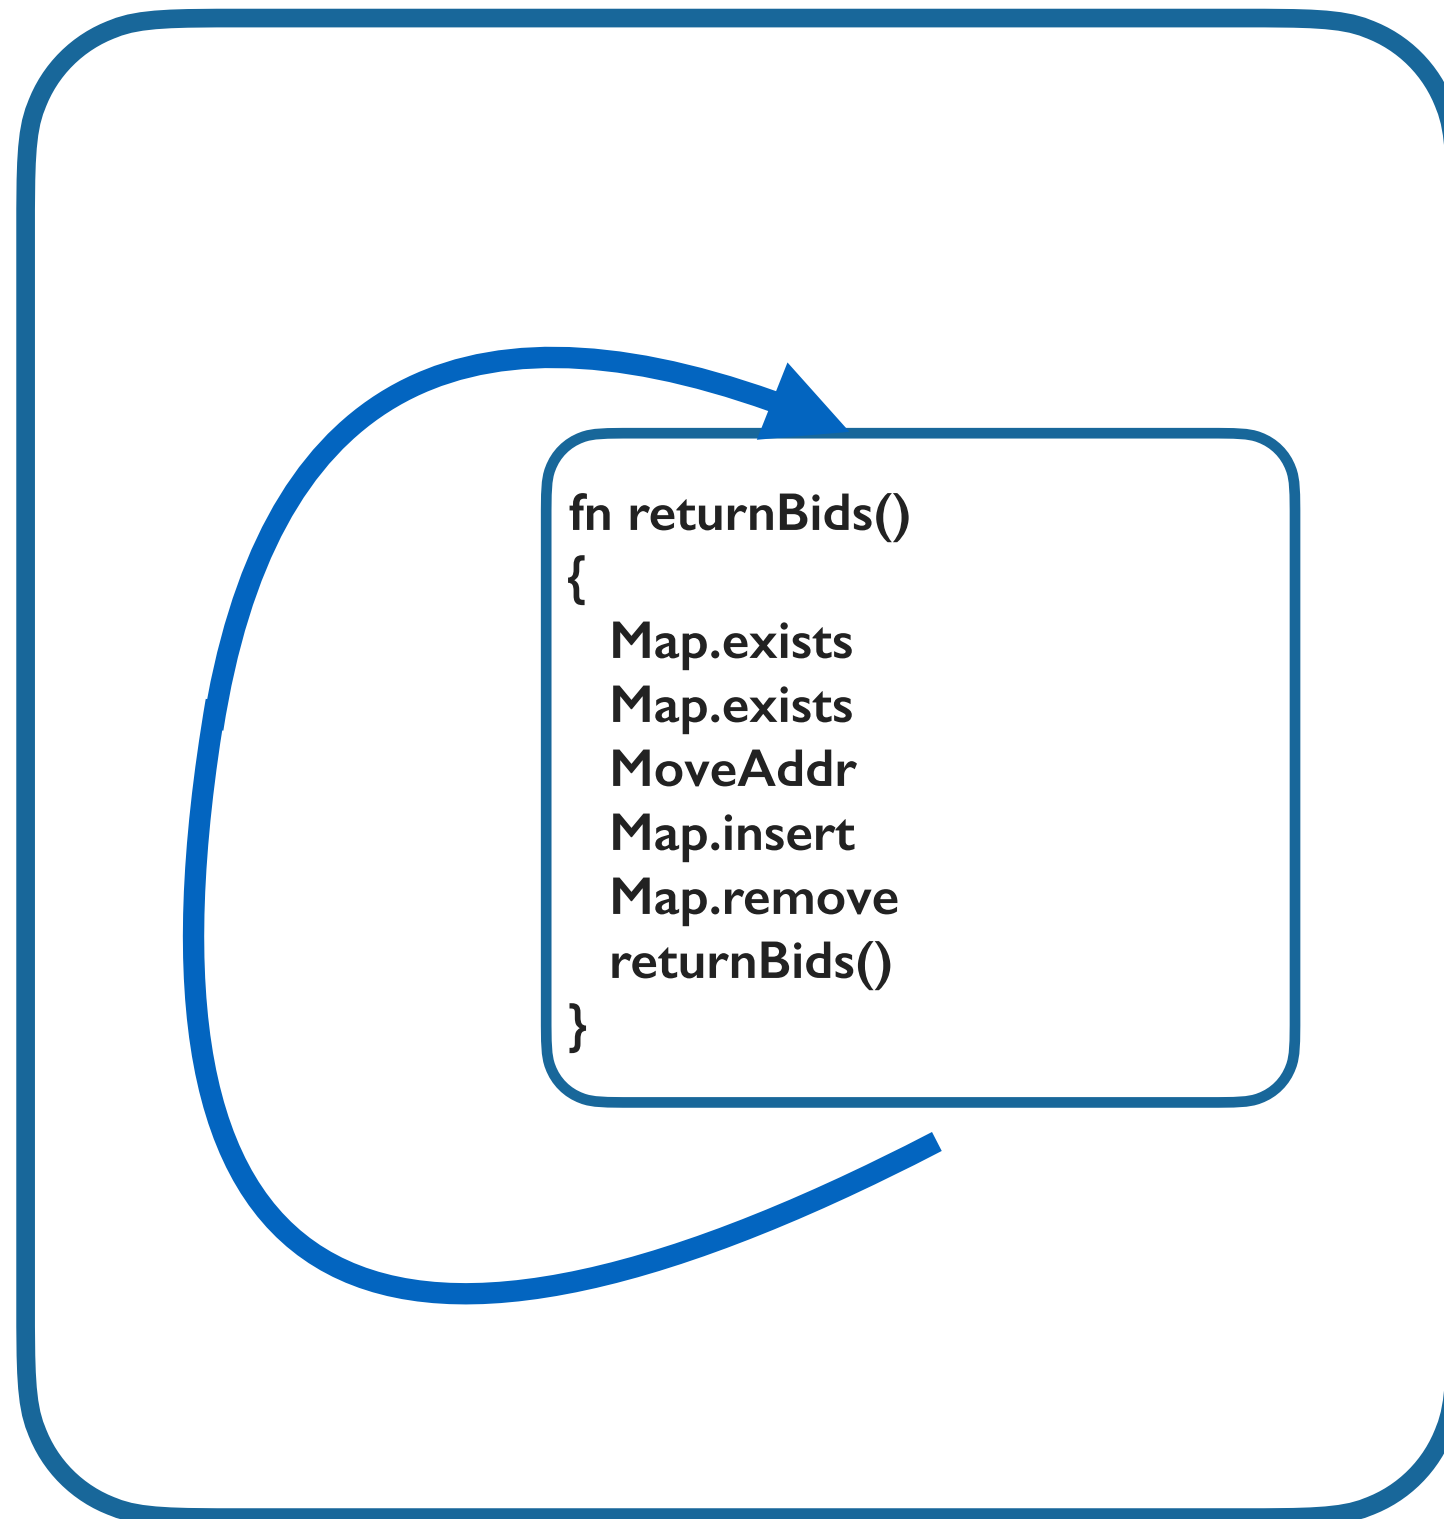 fn returnBids()
{
Map.exists
Map.exists
MoveAddr
Map.insert
Map.remove
returnBids()
}